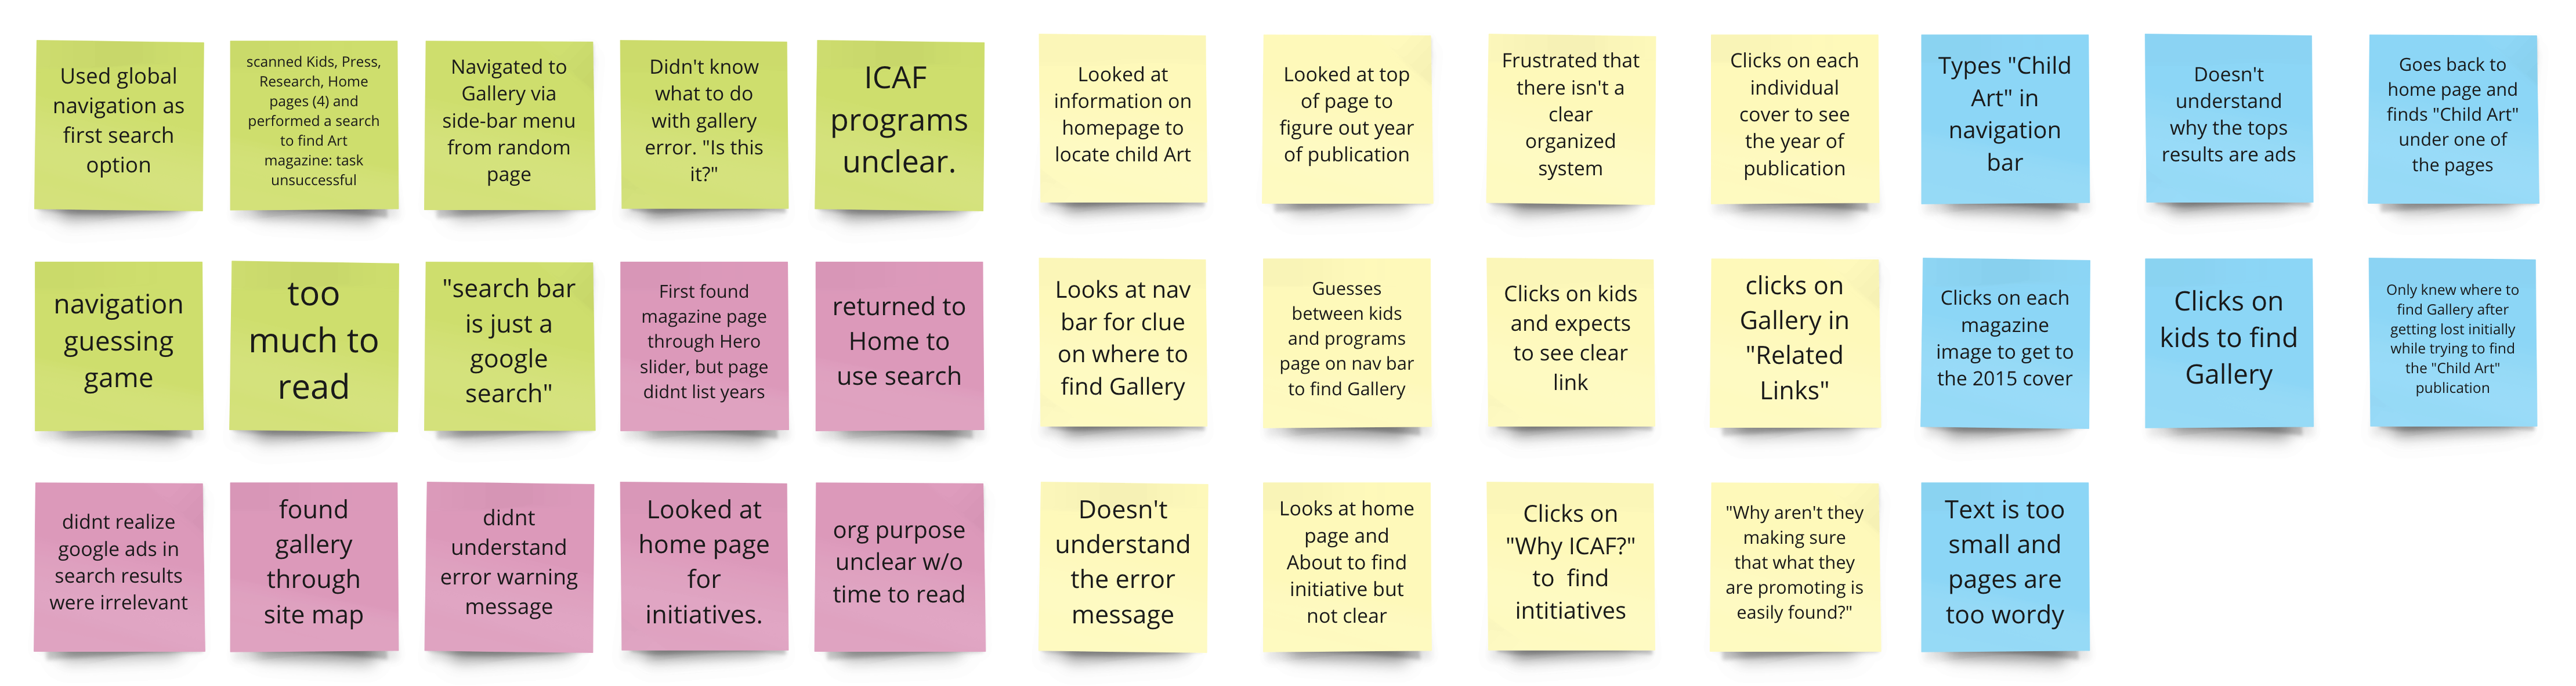 Used global
navigation as
first search
option
scanned Kids, Press,
Research, Home
pages (4) and
performed a search
to find Art
magazine: task
unsuccessful
Navigated to
Gallery via
side-bar menu
from random
page
Didn't know
what to do
with gallery
error. "Is this
it?"
ICAF
programs
unclear.
Looked at
information on
homepage to
locate child Art
Looked at top
of page to
figure out year
of publication
Frustrated that
there isn't a
clear
organized
system
Clicks on each
individual
cover to see
the year of
publication
Types "Child
Art" in
navigation
bar
Doesn't
understand
why the tops
results are ads
Goes back to
home page and
finds "Child Art"
under one of
the pages
navigation
guessing
game
too
much to
read
"search bar
is just a
google
search"
First found
magazine page
through Hero
slider, but page
didnt list years
returned to
Home to
use search
Looks at nav
bar for clue
on where to
find Gallery
Guesses
between kids
and programs
page on nav bar
to find Gallery
Clicks on kids
and expects
to see clear
link
clicks on
Gallery in
"Related
Links"
Clicks on each
magazine
image to get to
the 2015 cover
Clicks on
kids to find
Gallery
Only knew where to
find Gallery after
getting lost initially
while trying to find
the "Child Art"
publication
didnt realize
google ads in
search results
were irrelevant
found
gallery
through
site map
didnt
understand
error warning
message
Looked at
home page
for
initiatives.
org purpose
unclear w/o
time to read
Doesn't
understand
the error
message
Looks at home
page and
About to find
initiative but
not clear
Clicks on
"Why ICAF?"
to find
intitiatives
"Why aren't they
making sure
that what they
are promoting is
easily found?"
Text is too
small and
pages are
too wordy